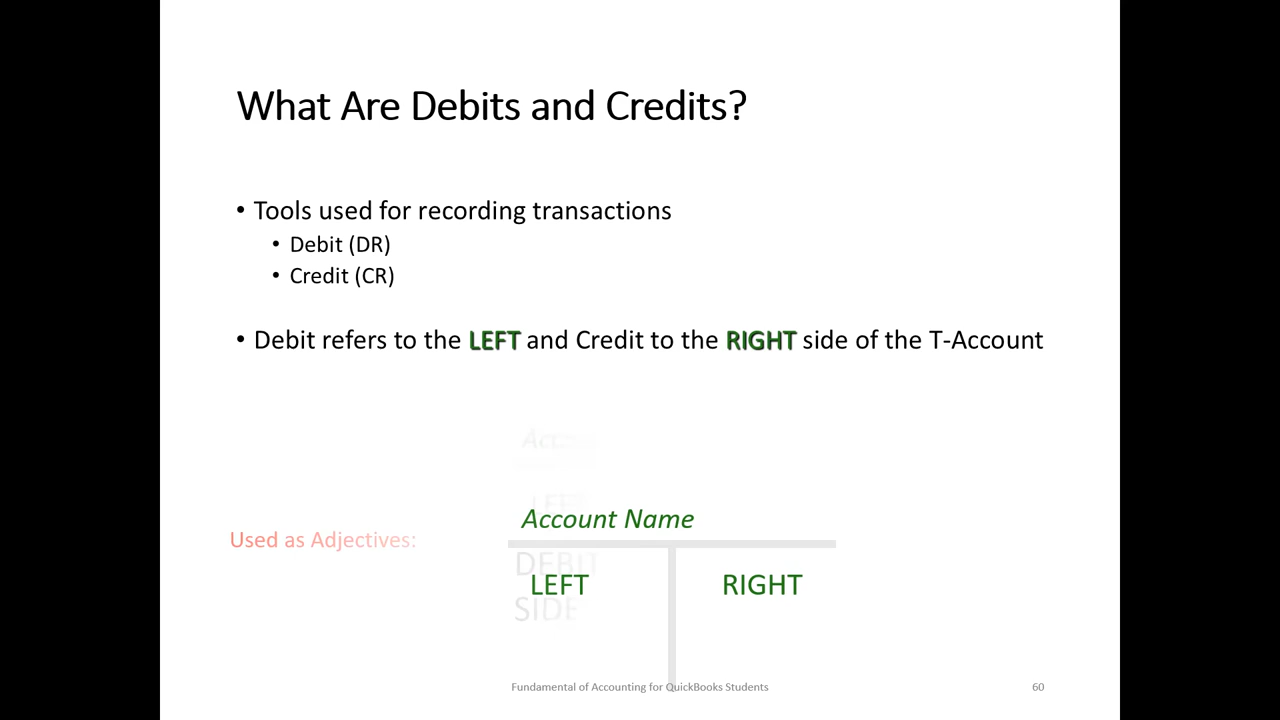 What Are Debits and Credits?
• Tools used for recording transactions
• Debit (DR)
• Credit (CR)
• Debit refers to the LEFT and Credit to the RIGHT side of the T-Account
Account Name
Used as Adjectives:
DEBIT
LEFT RIGHT
SIDE
Fundamental of Accounting for QuickBooks Students 60